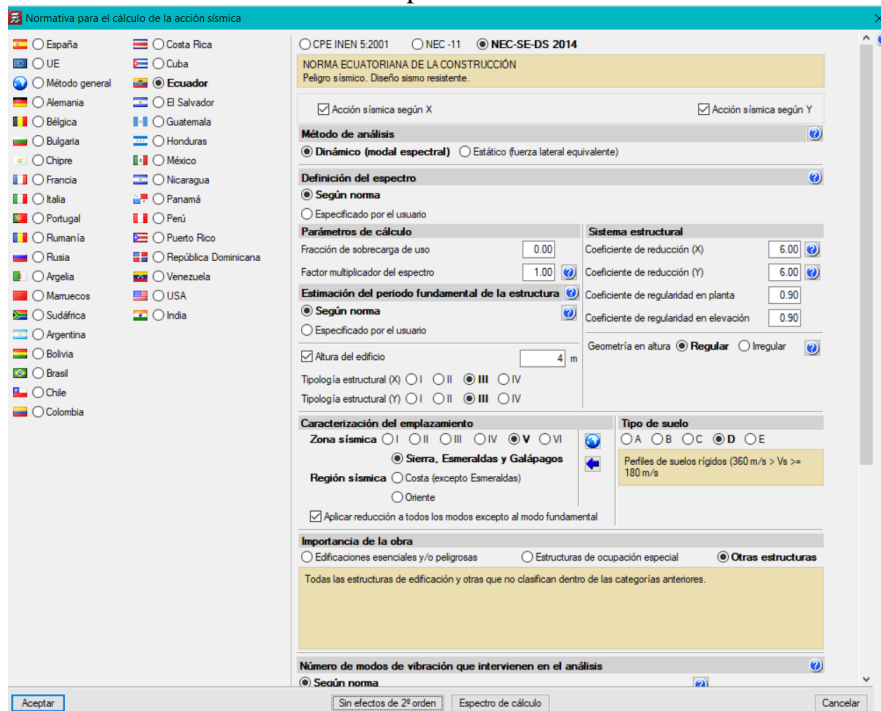 Normativa para el cálculo de la acción sísmica
España
UE
Método general
Alemania
Bélgica
Bulgaria
Chipre
Francia
Italia
Portugal
Rumanía
Rusia
Argelia
Marruecos
Sudáfrica
Argentina
Bolivia
Brasil
Chile
Colombia
Costa Rica
Cuba
Ecuador
El Salvador
Guatemala
Honduras
México
Nicaragua
Panamá
Perú
Puerto Rico
República Dominicana
Venezuela
USA
India
CPE INEN 5:2001 NEC -11 NEC-SE-DS 2014
NORMA ECUATORIANA DE LA CONSTRUCCIÓN
Peligro sísmico. Diseño sismo resistente.
Acción sísmica según X Acción sísmica según Y
Método de análisis
Dinámico (modal espectral) Estático (fuerza lateral equivalente)
Definición del espectro
Según norma
Especificado por el usuario
Parámetros de cálculo
Fracción de sobrecarga de uso 0.00
Factor multiplicador del espectro 1.00
Estimación del periodo fundamental de la estructura
Según norma
Especificado por el usuario
Altura del edificio 4 m
Tipología estructural (X) I II III IV
Tipología estructural (Y) I II III IV
Sistema estructural
Coeficiente de reducción (X) 6.00
Coeficiente de reducción (Y) 6.00
Coeficiente de regularidad en planta 0.90
Coeficiente de regularidad en elevación 0.90
Geometría en altura Regular Irregular
Caracterización del emplazamiento
Zona sísmica I II III IV V VI
Sierra, Esmeraldas y Galápagos
Región sísmica Costa (excepto Esmeraldas)
Oriente
Aplicar reducción a todos los modos excepto al modo fundamental
Tipo de suelo
A B C D E
Perfiles de suelos rígidos (360 m/s > Vs >=
180 m/s
Importancia de la obra
Edificaciones esenciales y/o peligrosas Estructuras de ocupación especial Otras estructuras
Todas las estructuras de edificación y otras que no clasifican dentro de las categorías anteriores.
Número de modos de vibración que intervienen en el análisis
Según norma
Aceptar Sin efectos de 2º orden Espectro de cálculo Cancelar